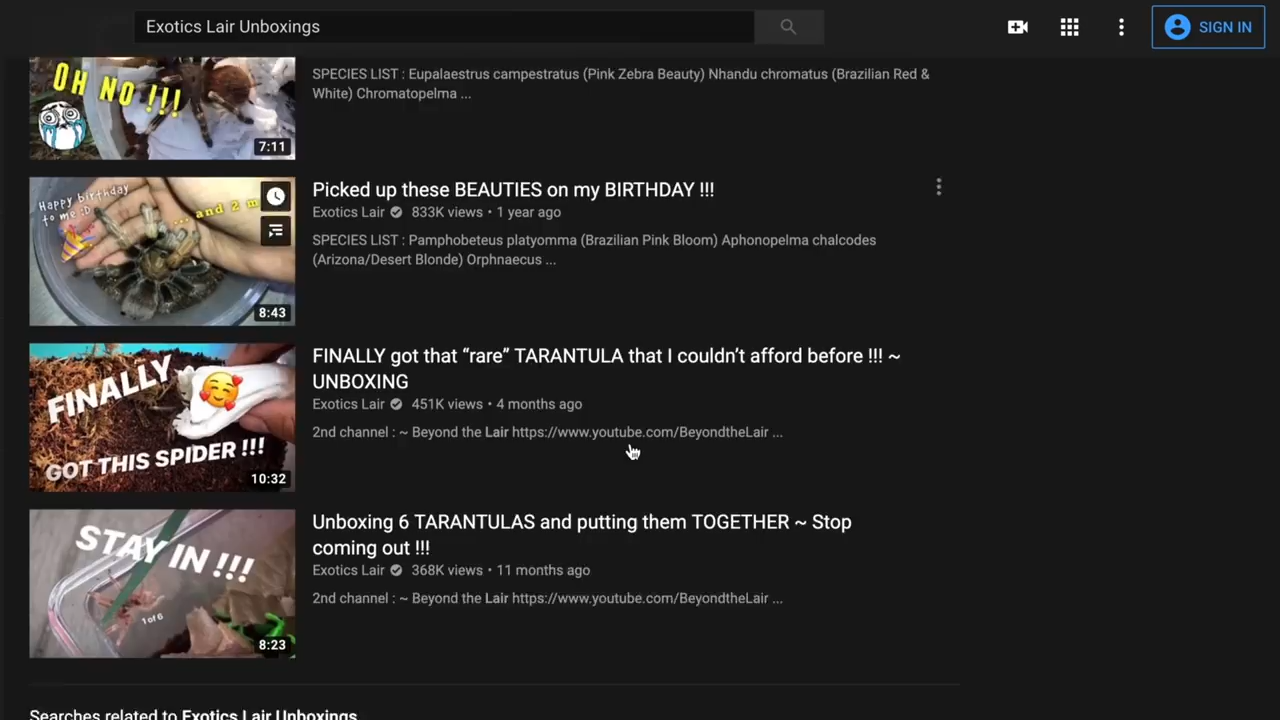 Exotics Lair Unboxings
SIGN IN
OH NO !!!
7:11
SPECIES LIST : Eupalaestrus campestratus (Pink Zebra Beauty) Nhandu chromatus (Brazilian Red &
White) Chromatopelma ...
Happy birthday
to me :D
... and 2 m
8:43
Picked up these BEAUTIES on my BIRTHDAY !!!
Exotics Lair 833K views • 1 year ago
SPECIES LIST : Pamphobeteus platyomma (Brazilian Pink Bloom) Aphonopelma chalcodes
(Arizona/Desert Blonde) Orphnaecus ...
FINALLY
GOT THIS SPIDER !!!
10:32
FINALLY got that “rare” TARANTULA that I couldn’t afford before !!! ~
UNBOXING
Exotics Lair 451K views • 4 months ago
2nd channel : ~ Beyond the Lair https://www.youtube.com/BeyondtheLair ...
STAY IN !!!
1 of 6
8:23
Unboxing 6 TARANTULAS and putting them TOGETHER ~ Stop
coming out !!!
Exotics Lair 368K views • 11 months ago
2nd channel : ~ Beyond the Lair https://www.youtube.com/BeyondtheLair ...
Searches related to Exotics Lair Unboxings